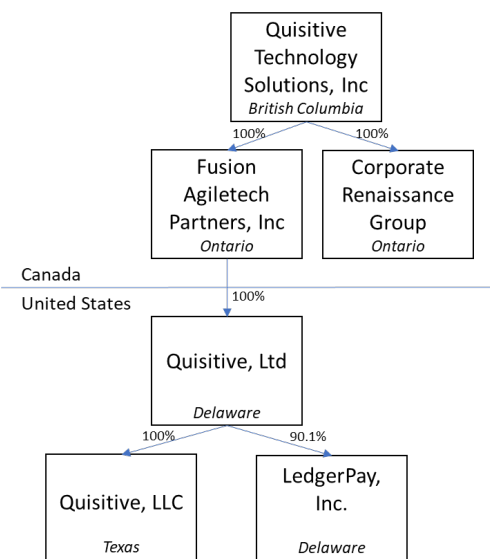 Quisitive
Technology
Solutions, Inc
British Columbia
100%
100%
Fusion
Agiletech
Partners, Inc
Ontario
Corporate
Renaissance
Group
Ontario
Canada
United States
100%
Quisitive, Ltd
Delaware
100%
90.1%
Quisitive, LLC
Texas
LedgerPay,
Inc.
Delaware